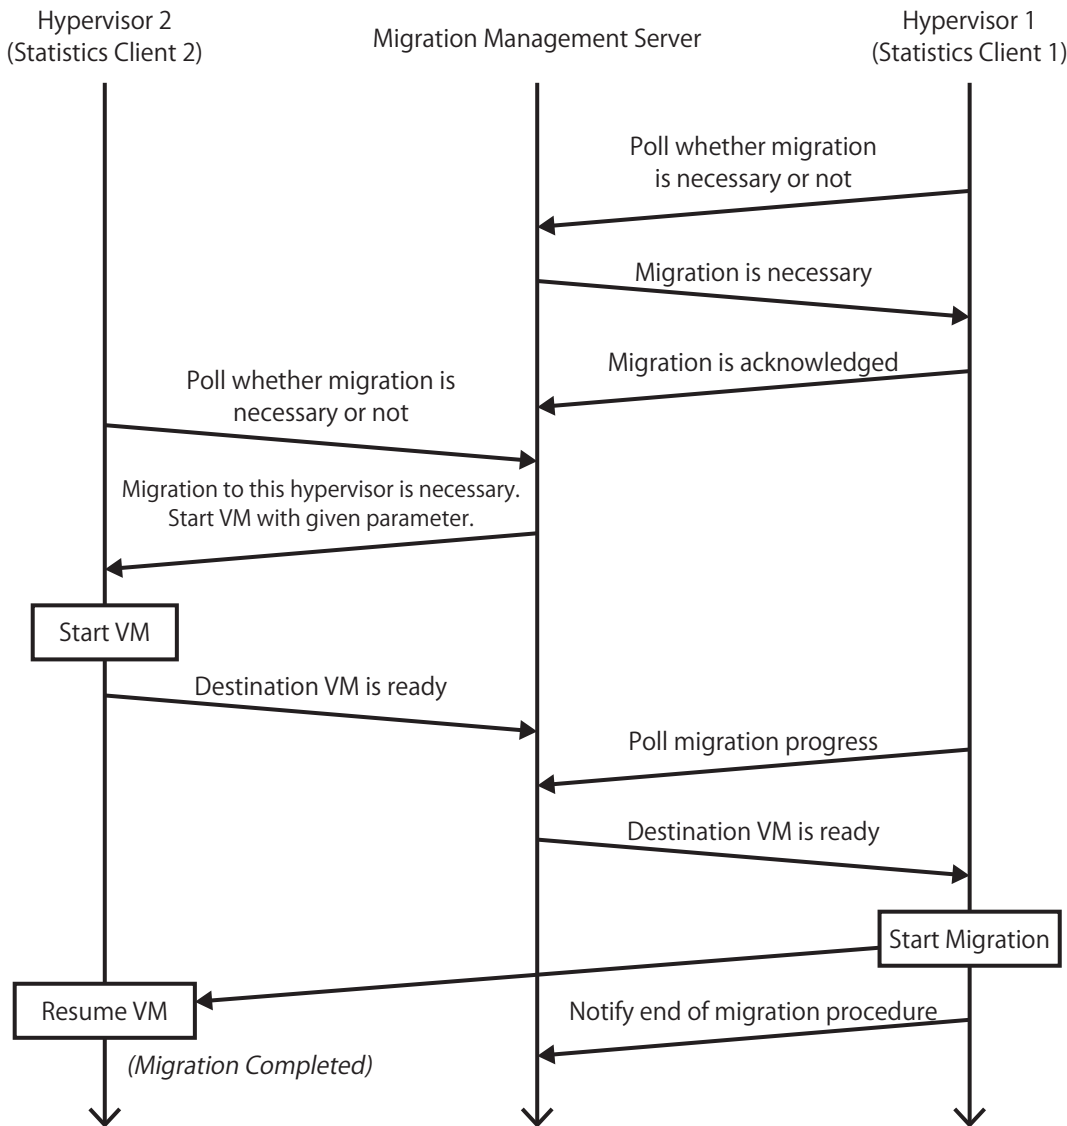 Hypervisor 2
(Statistics Client 2)
Migration Management Server
Hypervisor 1
(Statistics Client 1)
Poll whether migration
is necessary or not
Migration is necessary
Migration is acknowledged
Poll whether migration is
necessary or not
Migration to this hypervisor is necessary.
Start VM with given parameter.
Start VM
Destination VM is ready
Poll migration progress
Destination VM is ready
Start Migration
Resume VM
Notify end of migration procedure
(Migration Completed)